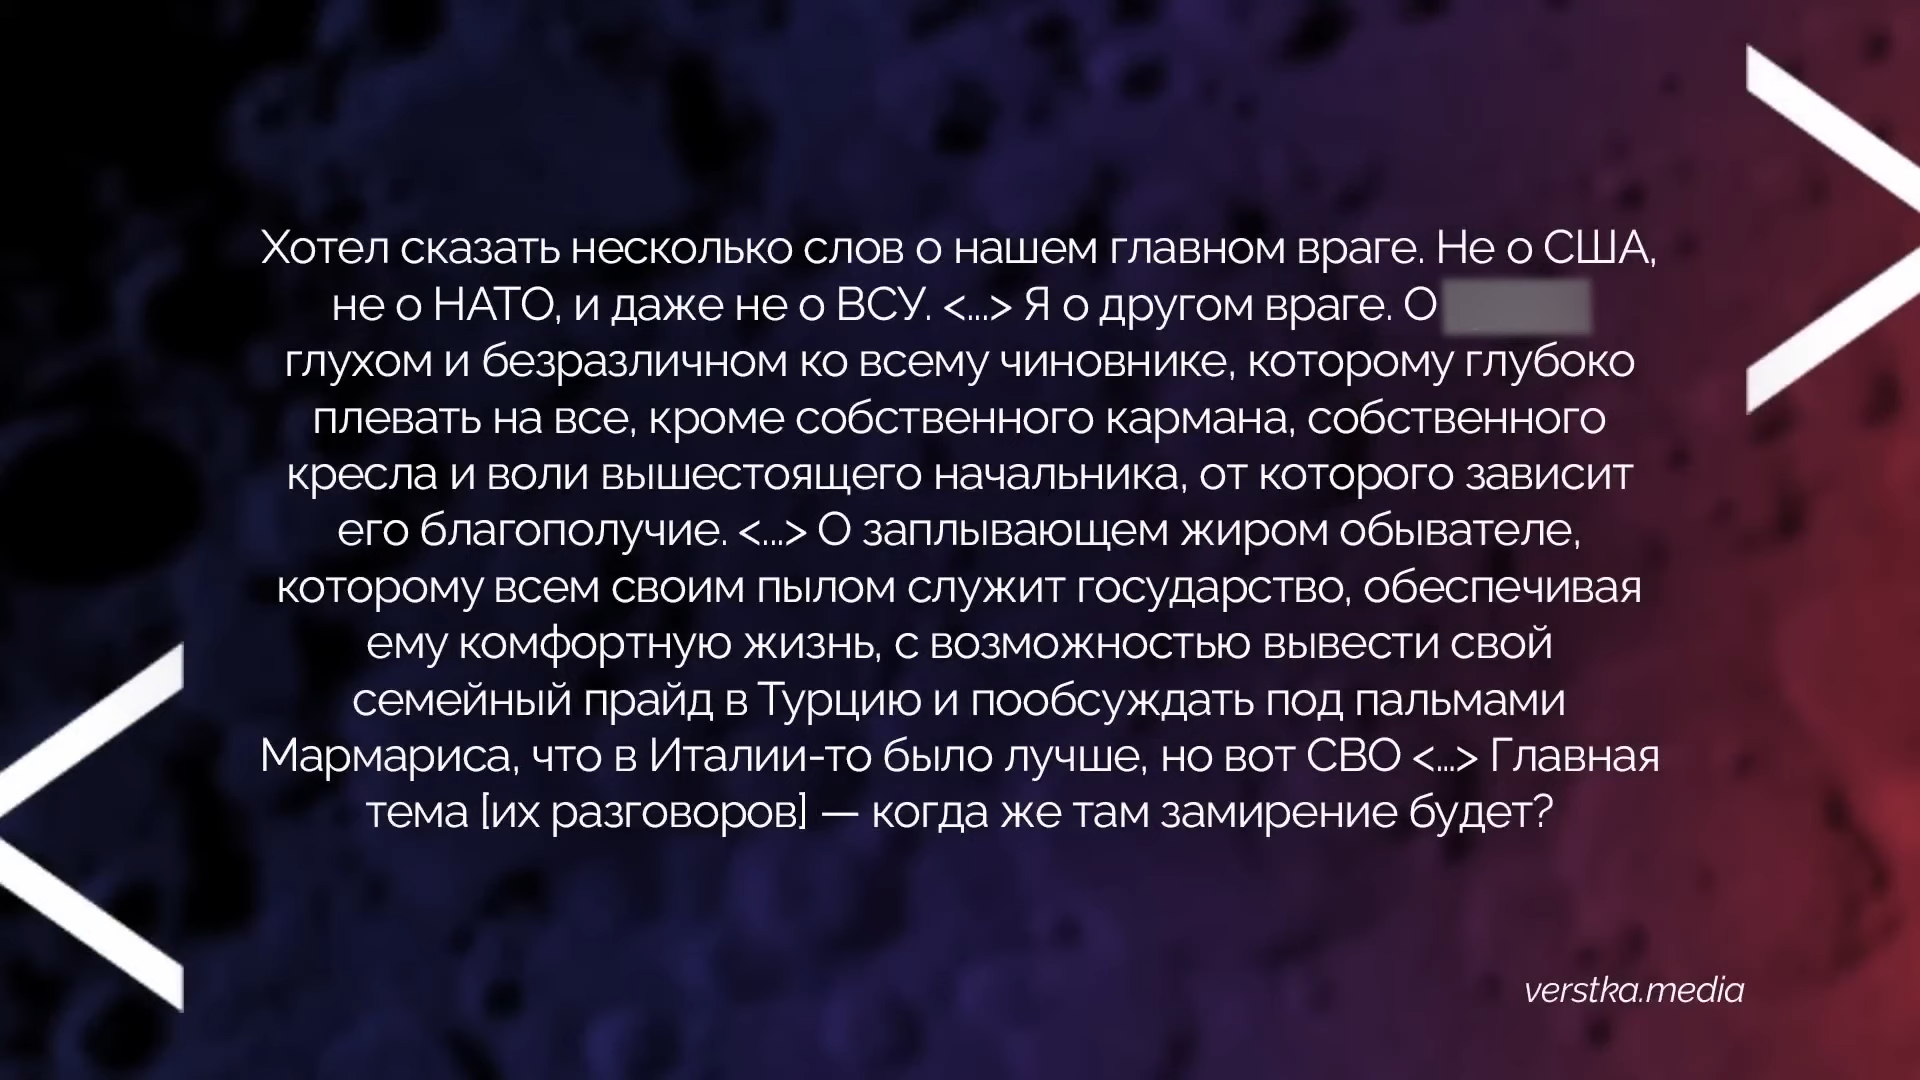 Хотел сказать несколько слов о нашем главном враге. Не о США,
не о НАТО, и даже не о ВСУ. <...> Я о другом враге. О
глухом и безразличном ко всему чиновнике, которому глубоко
плевать на все, кроме собственного кармана, собственного
кресла и воли вышестоящего начальника, от которого зависит
его благополучие. <...> О заплывающем жиром обывателе,
которому всем своим пылом служит государство, обеспечивая
ему комфортную жизнь, с возможностью вывести свой
семейный прайд в Турцию и пообсуждать под пальмами
Мармариса, что в Италии-то было лучше, но вот СВО <...> Главная
тема [их разговоров] — когда же там замирение будет?
verstka.media